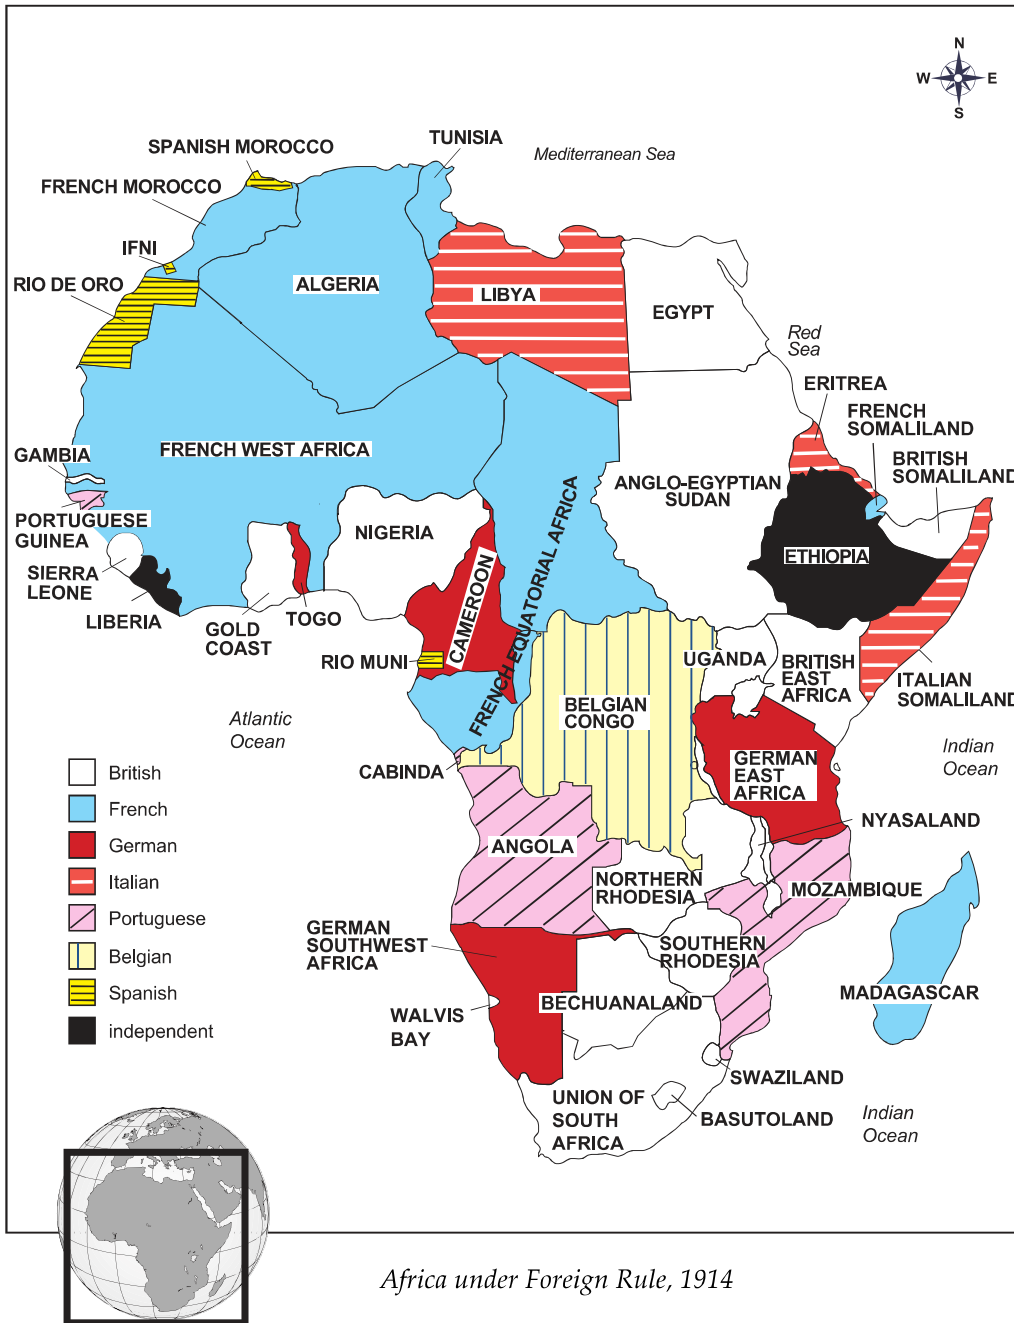 N
W E
S
TUNISIA
SPANISH MOROCCO
Mediterranean Sea
FRENCH MOROCCO
IFNI
RIO DE ORO
ALGERIA
LIBYA
EGYPT
Red
Sea
ERITREA
FRENCH
SOMALILAND
BRITISH
SOMALILAND
GAMBIA
FRENCH WEST AFRICA
ANGLO-EGYPTIAN
SUDAN
PORTUGUESE
GUINEA
NIGERIA
ETHIOPIA
SIERRA
LEONE
LIBERIA
GOLD
COAST
TOGO
CAMEROON
FRENCH EQUATORIAL AFRICA
RIO MUNI
UGANDA
BRITISH
EAST
AFRICA
ITALIAN
SOMALILAND
BELGIAN
CONGO
Atlantic
Ocean
Indian
Ocean
CABINDA
GERMAN
EAST
AFRICA
NYASALAND
British
French
German
Italian
Portuguese
Belgian
Spanish
independent
ANGOLA
NORTHERN
RHODESIA
MOZAMBIQUE
GERMAN
SOUTHWEST
AFRICA
SOUTHERN
RHODESIA
MADAGASCAR
WALVIS
BAY
BECHUANALAND
SWAZILAND
UNION OF
SOUTH
AFRICA
BASUTOLAND
Indian
Ocean
Africa under Foreign Rule, 1914